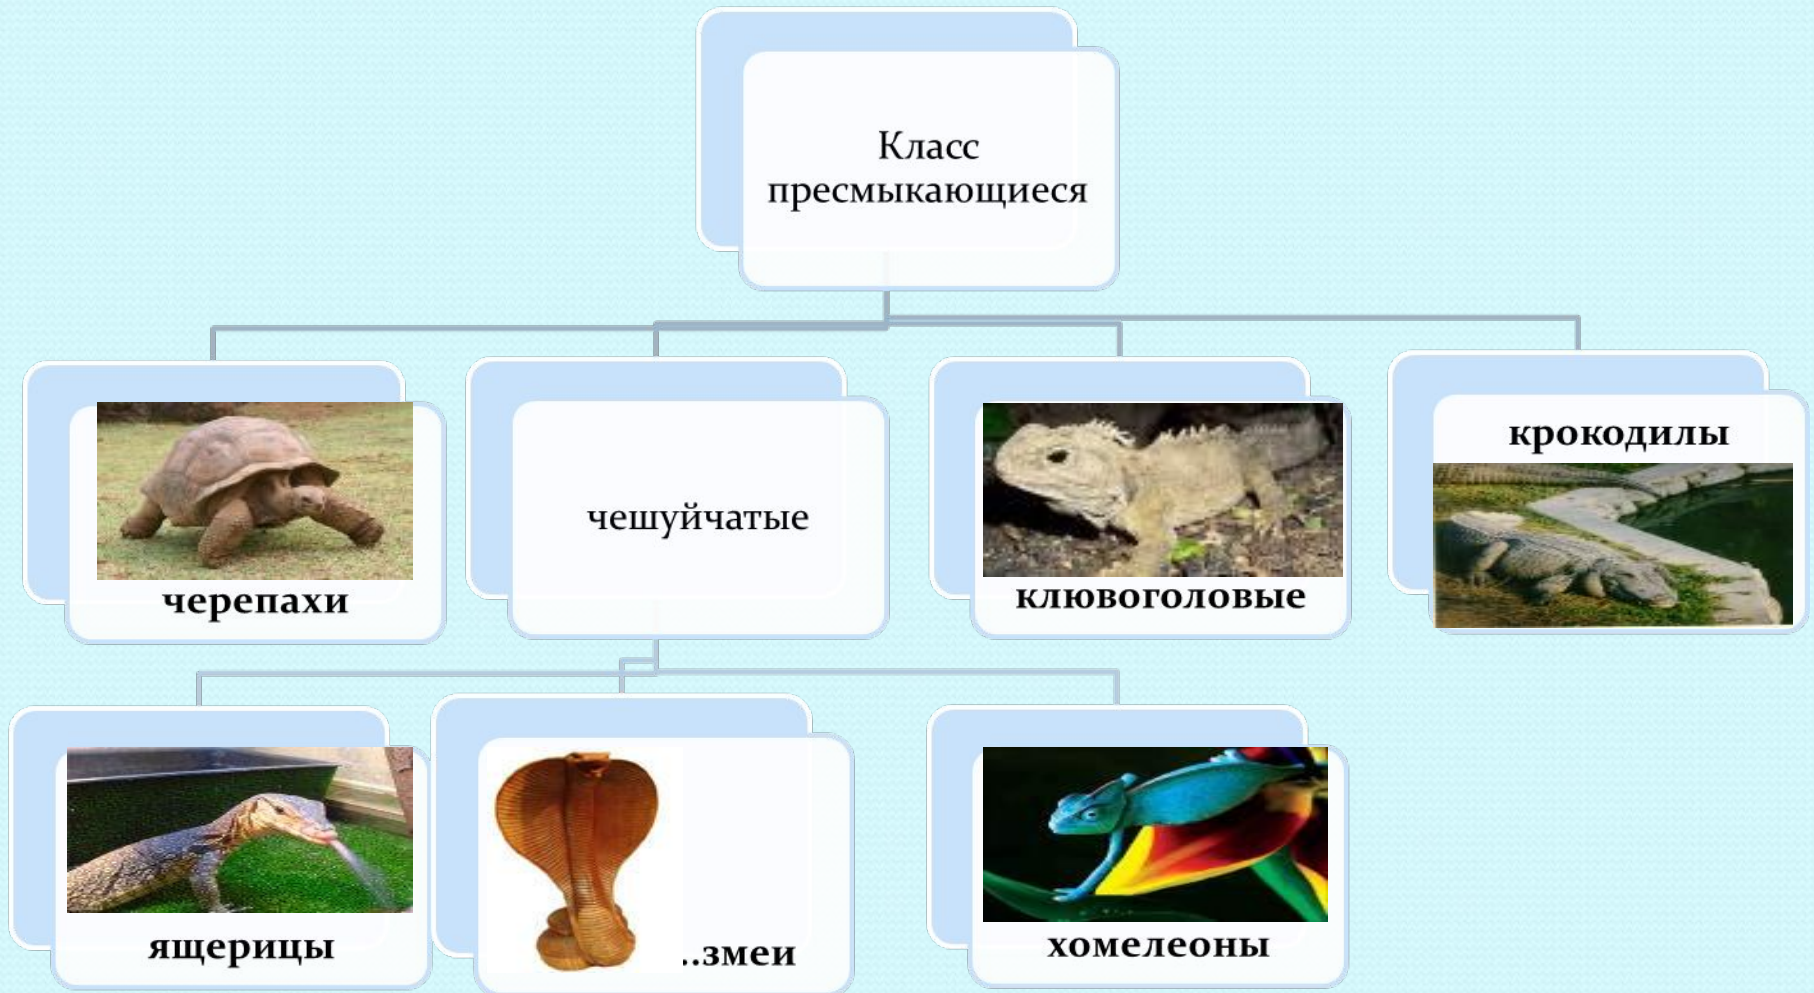 Класс
пресмыкающиеся
черепахи
чешуйчатые
клювоголовые
крокодилы
ящерицы
..змеи
хомелеоны